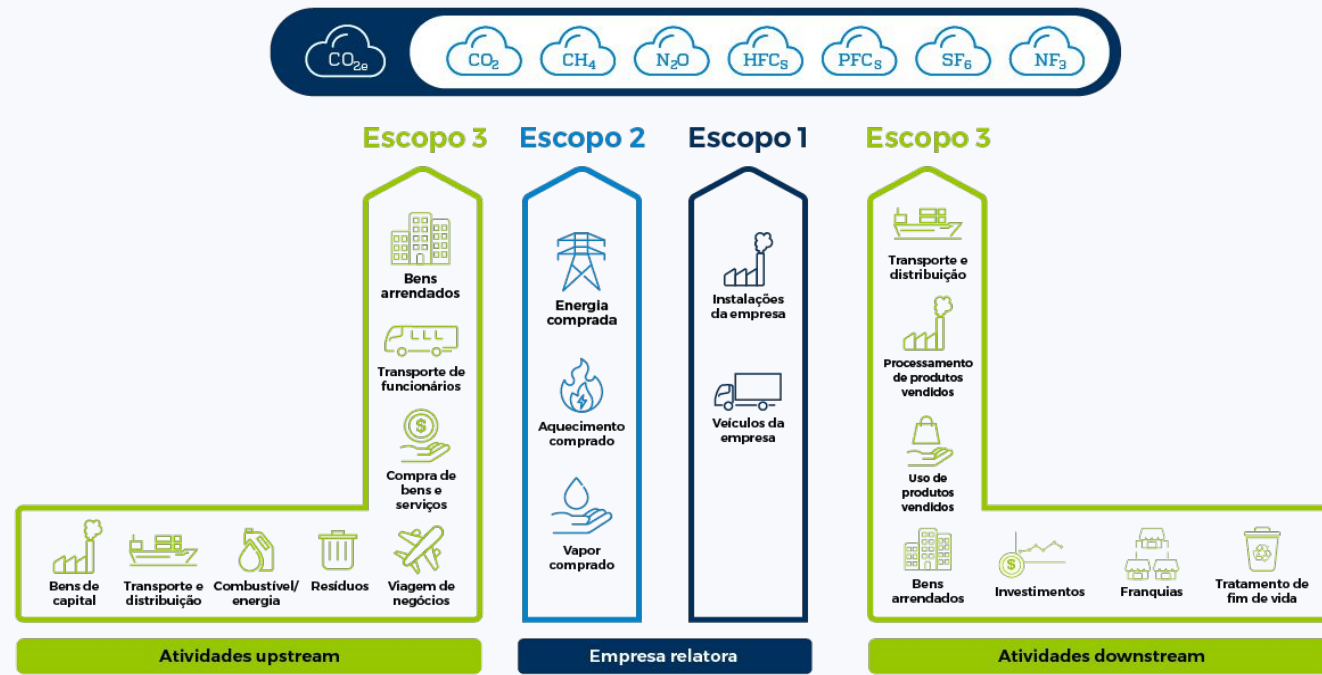 CO2e
CO2
CH4
N2O
HFCS
PFCS
SF6
NF3
Escopo 3
Escopo 2
Escopo 1
Escopo 3
Bens
arrendados
Transporte de
funcionários
Compra de
bens e
serviços
Bens de
capital
Transporte e
distribuição
Combustível/
energia
Resíduos
Viagem de
negócios
Energia
comprada
Aquecimento
comprado
Vapor
comprado
Instalações
da empresa
Veículos da
empresa
Transporte e
distribuição
Processamento
de produtos
vendidos
Uso de
produtos
vendidos
Bens
arrendados
Investimentos
Franquias
Tratamento de
fim de vida
Atividades upstream
Empresa relatora
Atividades downstream